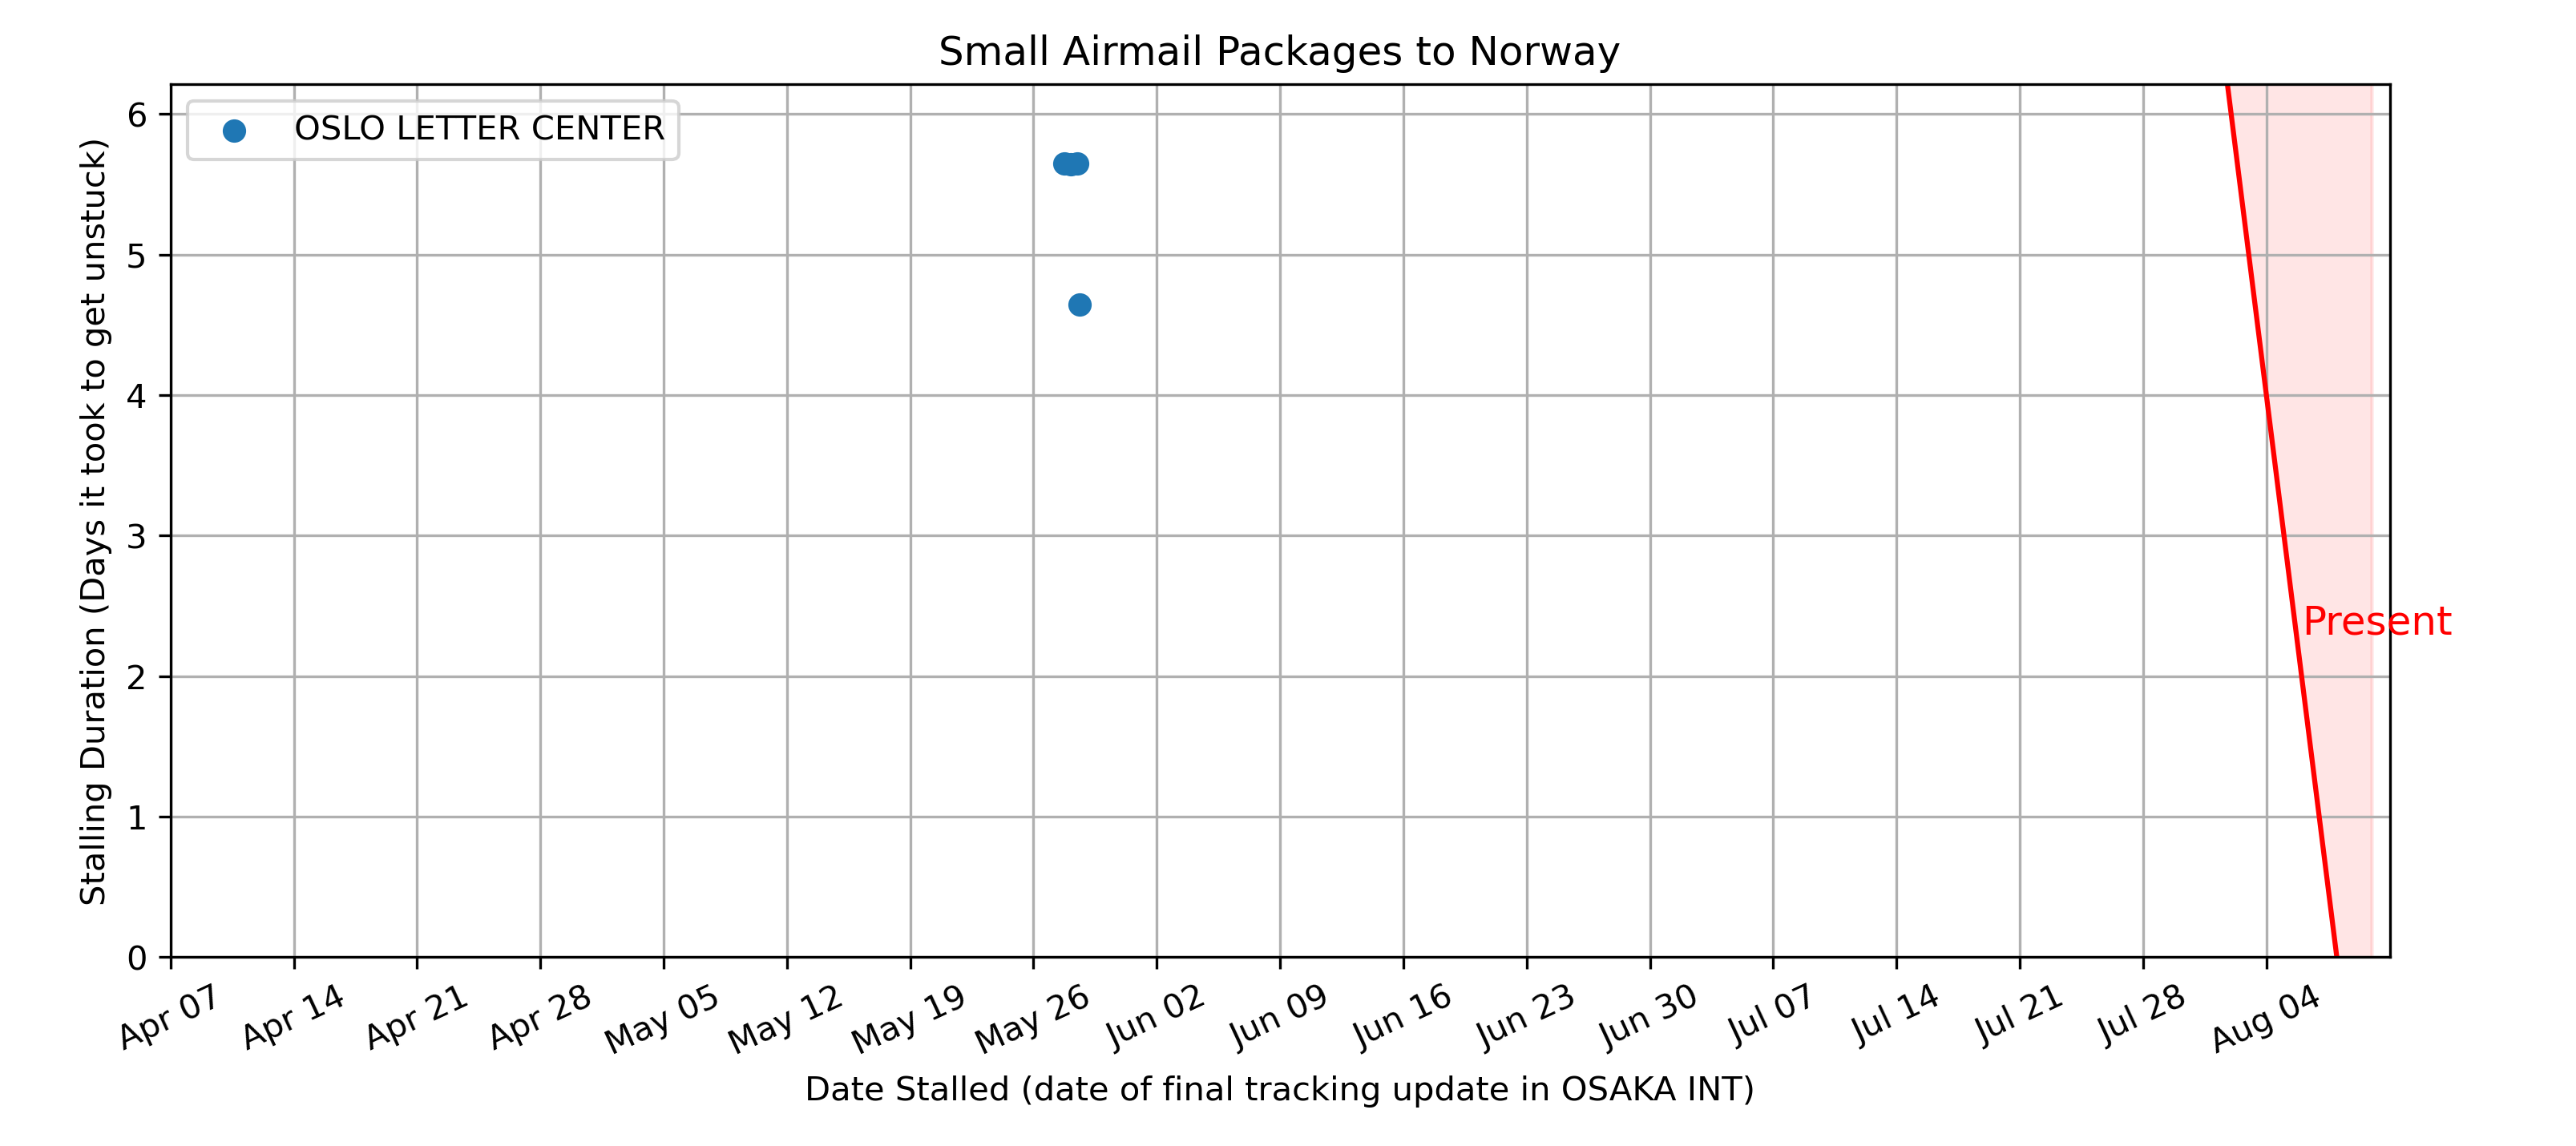 Small Airmail Packages to Norway
OSLO LETTER CENTER
Stalling Duration (Days it took to get unstuck)
6
5
4
3
2
1
0
Present
Apr 07
Apr 14
Apr 21
Apr 28
May 05
May 12
May 19
May 26
Jun 02
Jun 09
Jun 16
Jun 23
Jun 30
Jul 07
Jul 14
Jul 21
Jul 28
Aug 04
Date Stalled (date of final tracking update in OSAKA INT)